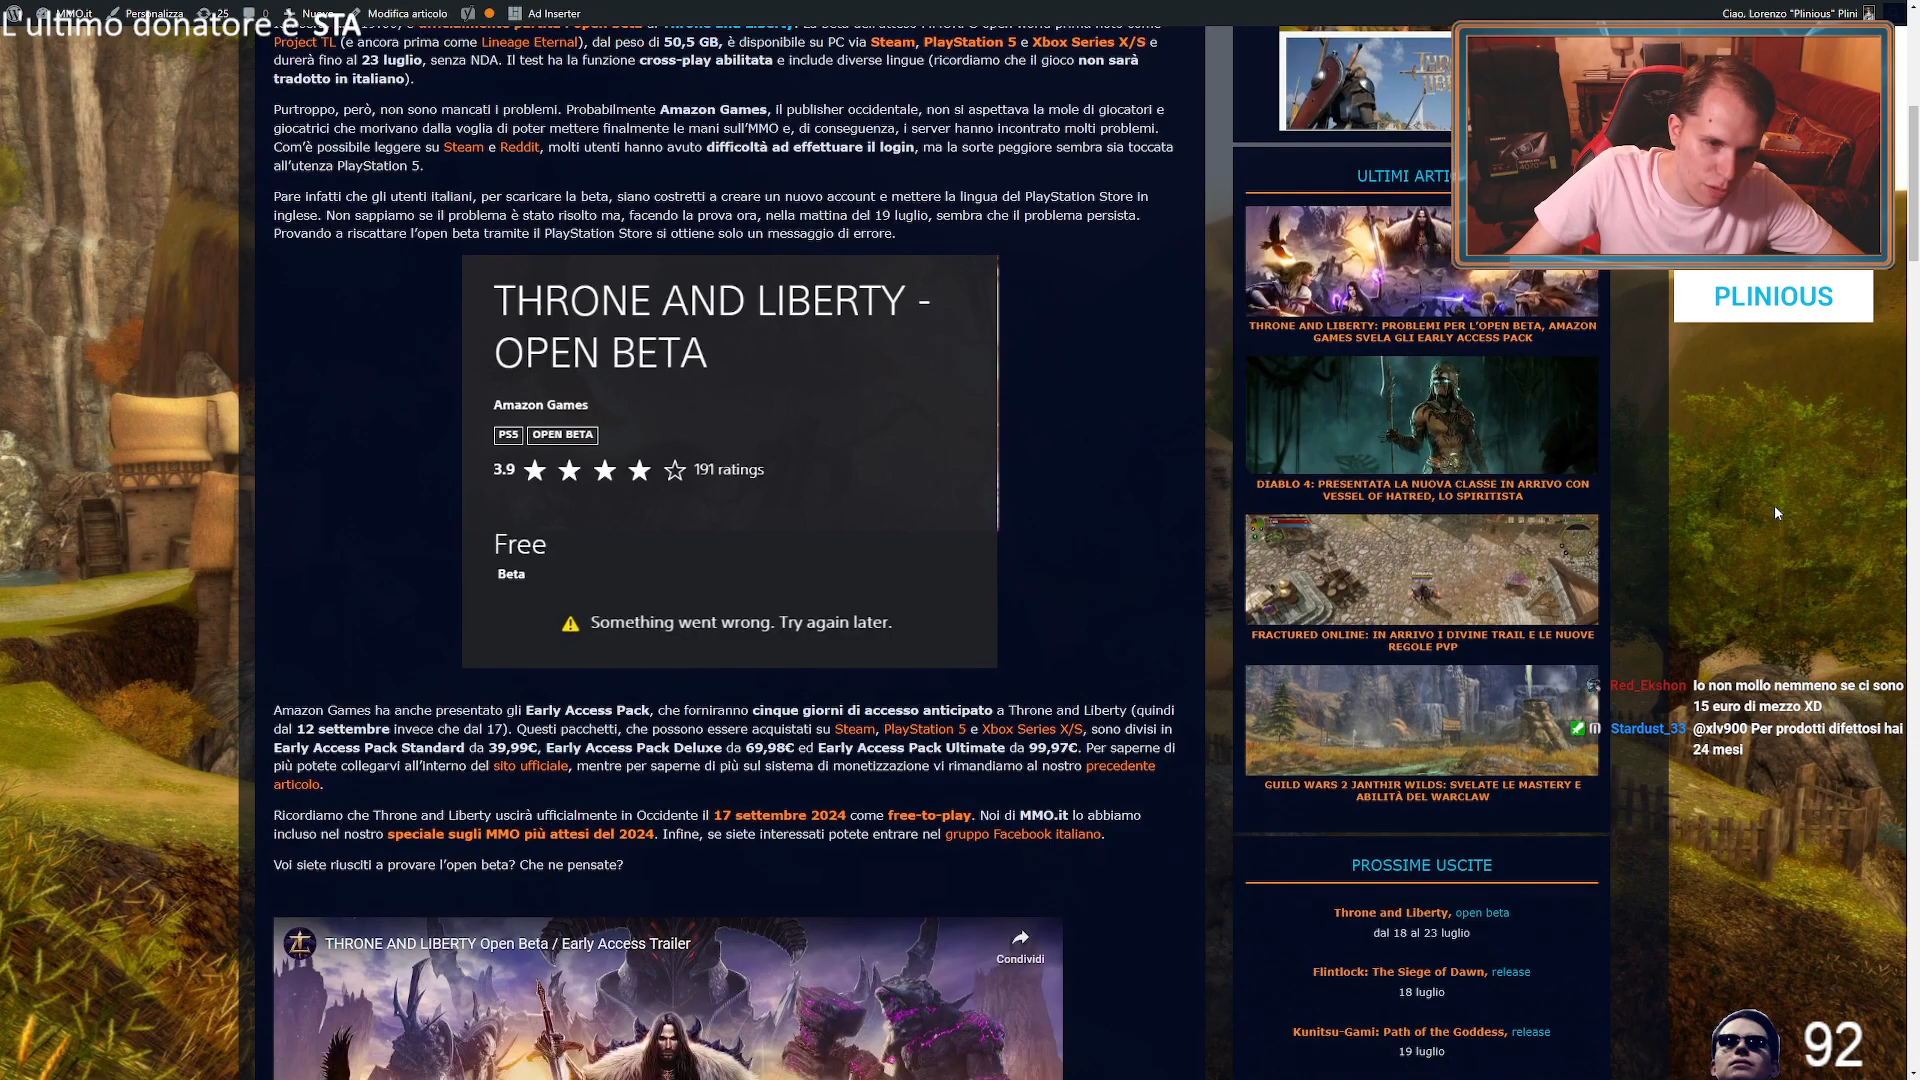 MMO.it Personalizza 25 0 Nuovo Modifica articolo Ad Inserter
Ciao, Lorenzo "Plinious" Plini
L'ultimo donatore è STA
Project TL (e ancora prima come Lineage Eternal), dal peso di 50,5 GB, è disponibile su PC via Steam, PlayStation 5 e Xbox Series X/S e
durerà fino al 23 luglio, senza NDA. Il test ha la funzione cross-play abilitata e include diverse lingue (ricordiamo che il gioco non sarà
tradotto in italiano).
Purtroppo, però, non sono mancati i problemi. Probabilmente Amazon Games, il publisher occidentale, non si aspettava la mole di giocatori e
giocatrici che morivano dalla voglia di poter mettere finalmente le mani sull'MMO e, di conseguenza, i server hanno incontrato molti problemi.
Com'è possibile leggere su Steam e Reddit, molti utenti hanno avuto difficoltà ad effettuare il login, ma la sorte peggiore sembra sia toccata
all'utenza PlayStation 5.
Pare infatti che gli utenti italiani, per scaricare la beta, siano costretti a creare un nuovo account e mettere la lingua del PlayStation Store in
inglese. Non sappiamo se il problema è stato risolto ma, facendo la prova ora, nella mattina del 19 luglio, sembra che il problema persista.
Provando a riscattare l'open beta tramite il PlayStation Store si ottiene solo un messaggio di errore.
THRONE AND LIBERTY -
OPEN BETA
Amazon Games
PS5 OPEN BETA
3.9 191 ratings
Free
Beta
Something went wrong. Try again later.
Amazon Games ha anche presentato gli Early Access Pack, che forniranno cinque giorni di accesso anticipato a Throne and Liberty (quindi
dal 12 settembre invece che dal 17). Questi pacchetti, che possono essere acquistati su Steam, PlayStation 5 e Xbox Series X/S, sono divisi in
Early Access Pack Standard da 39,99€, Early Access Pack Deluxe da 69,98€ ed Early Access Pack Ultimate da 99,97€. Per saperne di
più potete collegarvi all'interno del sito ufficiale, mentre per saperne di più sul sistema di monetizzazione vi rimandiamo al nostro precedente
articolo.
Ricordiamo che Throne and Liberty uscirà ufficialmente in Occidente il 17 settembre 2024 come free-to-play. Noi di MMO.it lo abbiamo
incluso nel nostro speciale sugli MMO più attesi del 2024. Infine, se siete interessati potete entrare nel gruppo Facebook italiano.
Voi siete riusciti a provare l'open beta? Che ne pensate?
THRONE AND LIBERTY Open Beta / Early Access Trailer
Condividi
ULTIMI ARTI
PLINIOUS
THRONE AND LIBERTY: PROBLEMI PER L'OPEN BETA, AMAZON
GAMES SVELA GLI EARLY ACCESS PACK
DIABLO 4: PRESENTATA LA NUOVA CLASSE IN ARRIVO CON
VESSEL OF HATRED, LO SPIRITISTA
FRACTURED ONLINE: IN ARRIVO I DIVINE TRAIL E LE NUOVE
REGOLE PVP
GUILD WARS 2 JANTHIR WILDS: SVELATE LE MASTERY E
ABILITÀ DEL WARCLAW
Red_Ekshon Io non mollo nemmeno se ci sono
15 euro di mezzo XD
Stardust_33 @xlv900 Per prodotti difettosi hai
24 mesi
PROSSIME USCITE
Throne and Liberty, open beta
dal 18 al 23 luglio
Flintlock: The Siege of Dawn, release
18 luglio
Kunitsu-Gami: Path of the Goddess, release
19 luglio
92